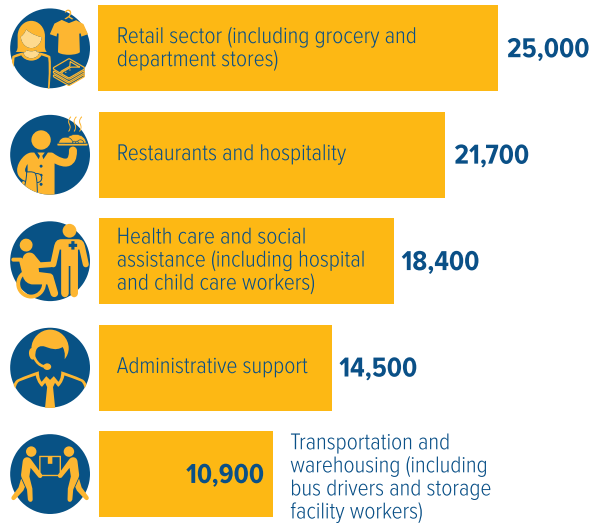 Retail sector (including grocery and
department stores)
25,000
Restaurants and hospitality
21,700
Health care and social
assistance (including hospital
and child care workers)
18,400
Administrative support
14,500
10,900
Transportation and
warehousing (including
bus drivers and storage
facility workers)